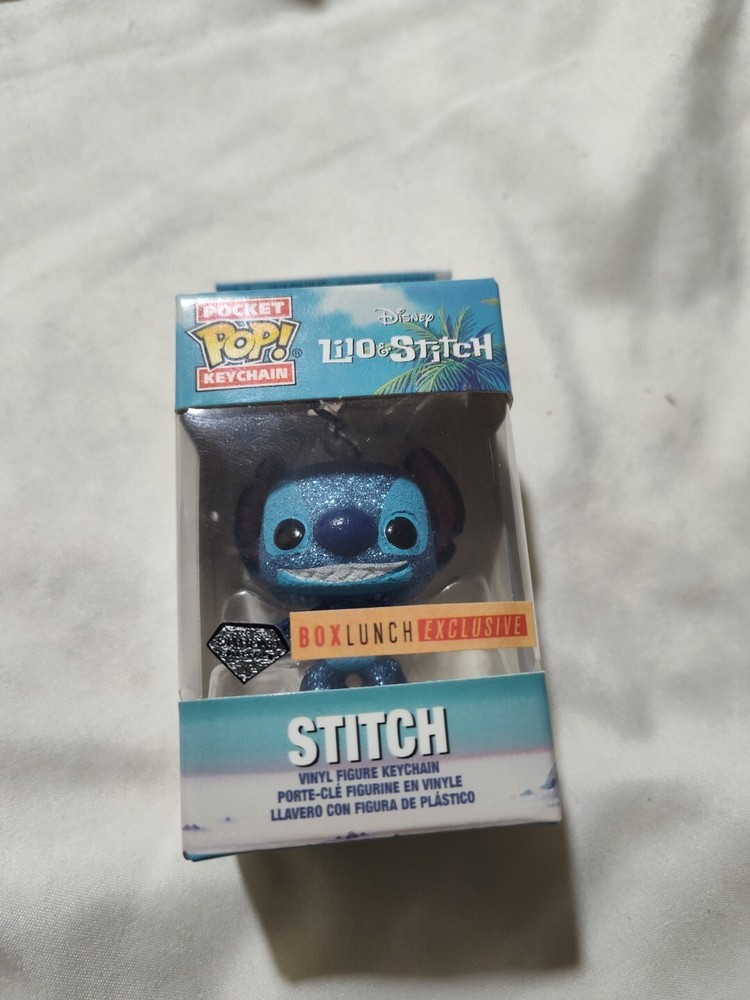 POCKET
POP!®
KEYCHAIN
Disney
Lilo & Stitch
BOXLUNCH EXCLUSIVE
STITCH
VINYL FIGURE KEYCHAIN
PORTE-CLÉ FIGURINE EN VINYLE
LLAVERO CON FIGURA DE PLÁSTICO